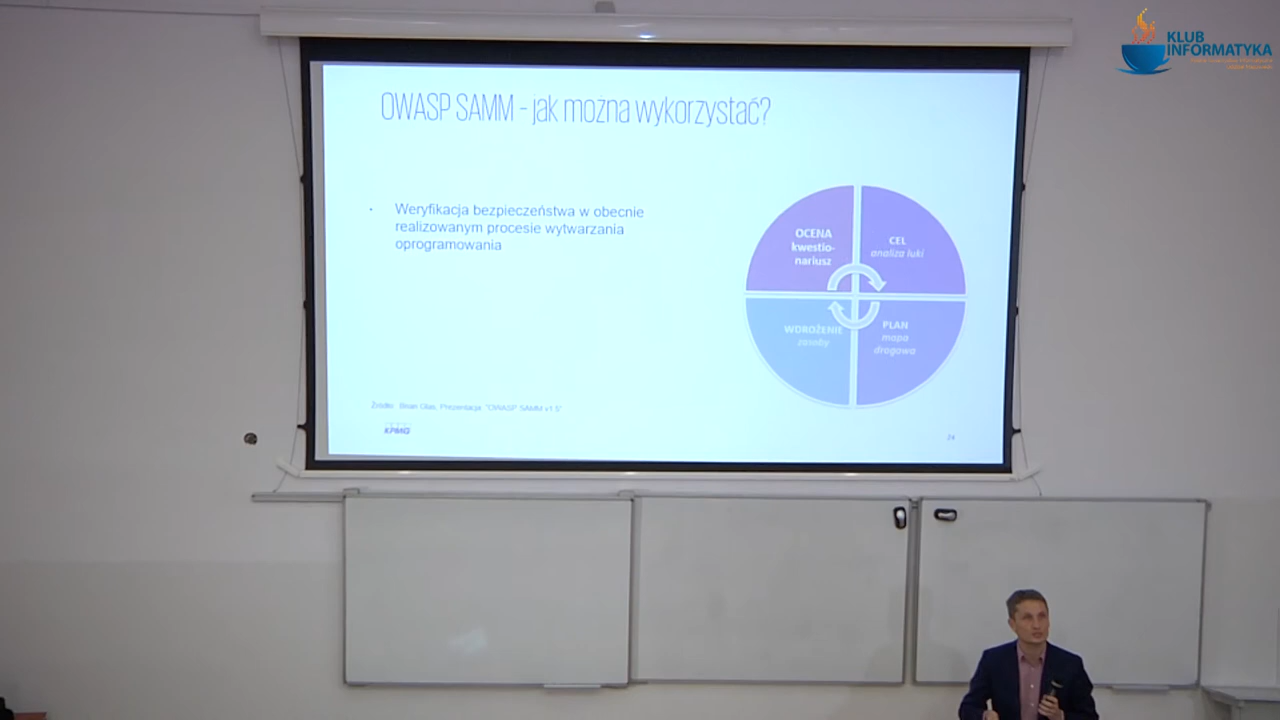 KLUB
INFORMATYKA
OWASP SAMM - jak można wykorzystać?
· Weryfikacja bezpieczeństwa w obecnie
realizowanym procesie wytwarzania
oprogramowania
OCENA
kwestio-
nariusz
CEL
analiza luki
WDROŻENIE
zasoby
PLAN
mapa
drogowa
Źródło: Brian Glas, Prezentacja: "OWASP SAMM v1.5"
KPMG
24